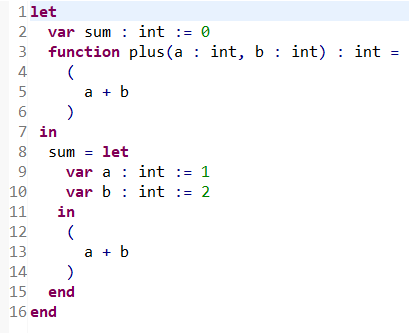 1 let
2   var sum : int := 0
3   function plus(a : int, b : int) : int =
4     (
5       a + b
6     )
7  in
8   sum = let
9     var a : int := 1
10     var b : int := 2
11    in
12     (
13       a + b
14     )
15   end
16 end